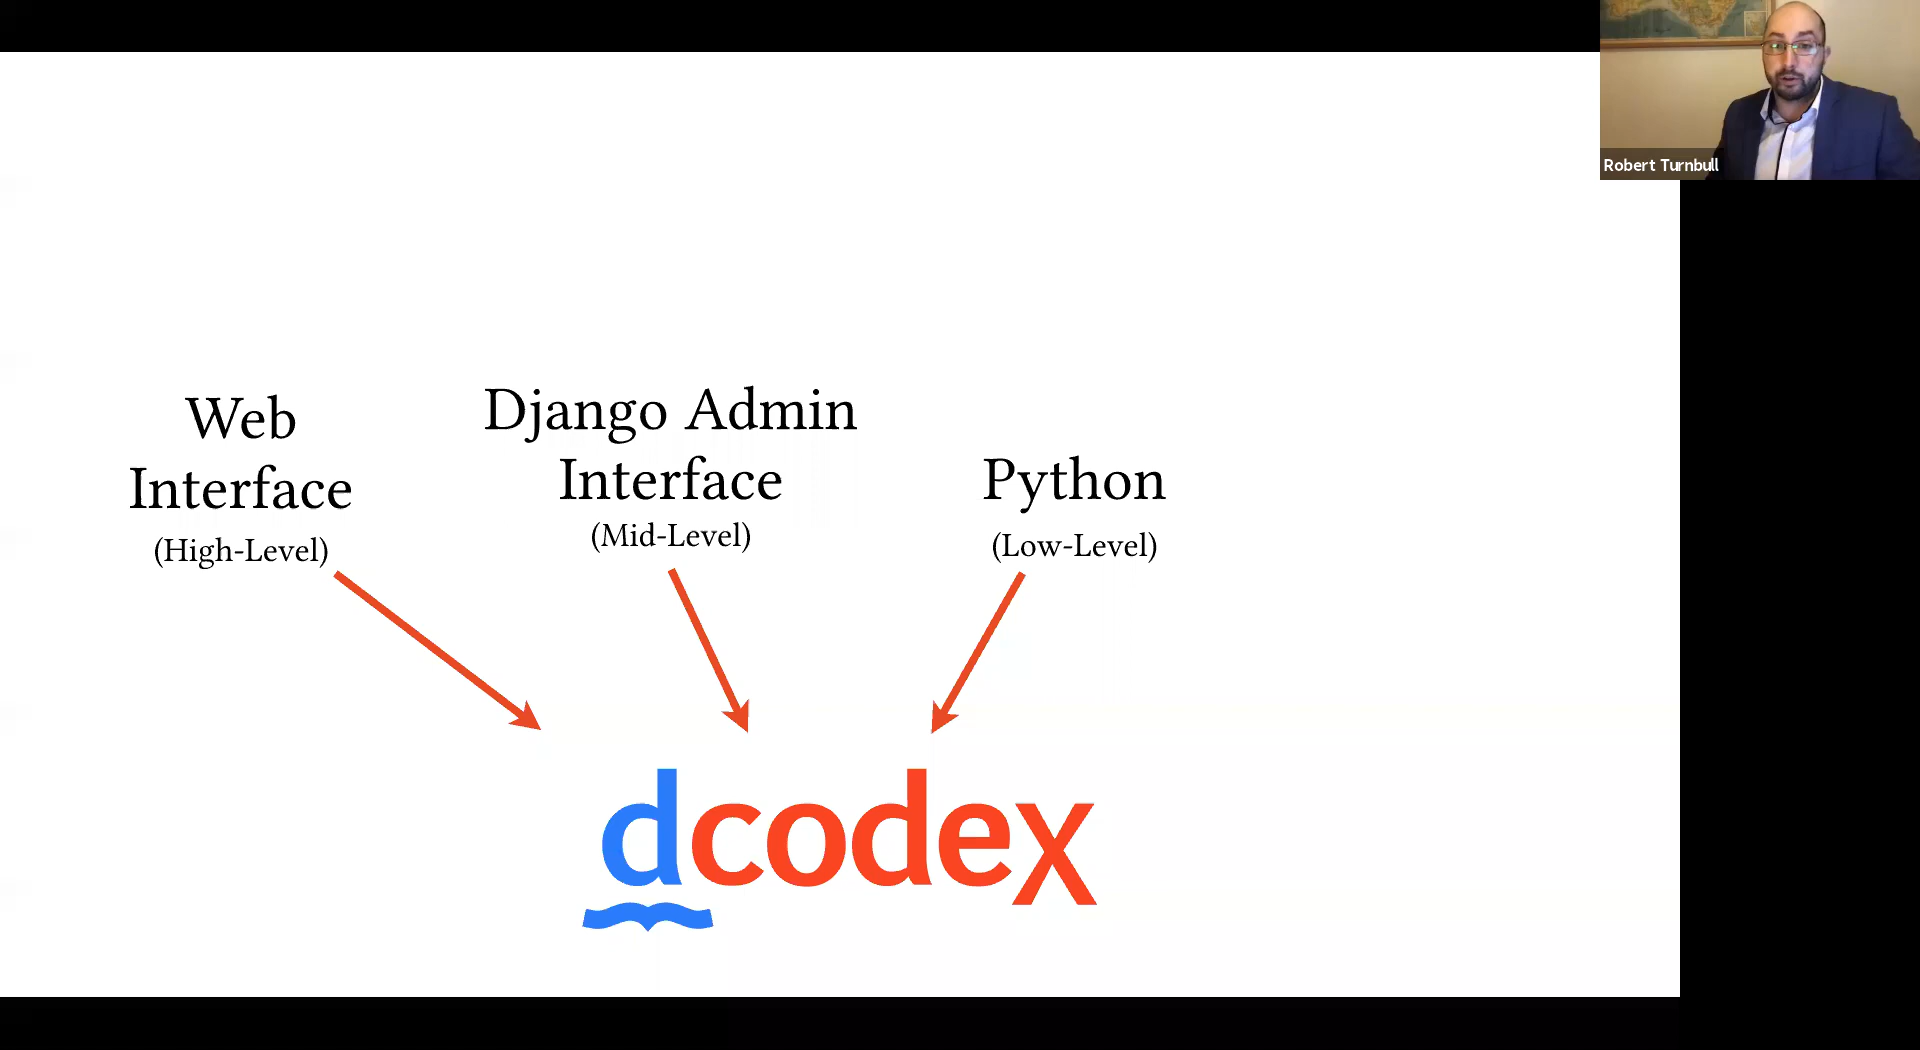 Robert Turnbull
Web
Interface
(High-Level)
Django Admin
Interface
(Mid-Level)
Python
(Low-Level)
dcodex